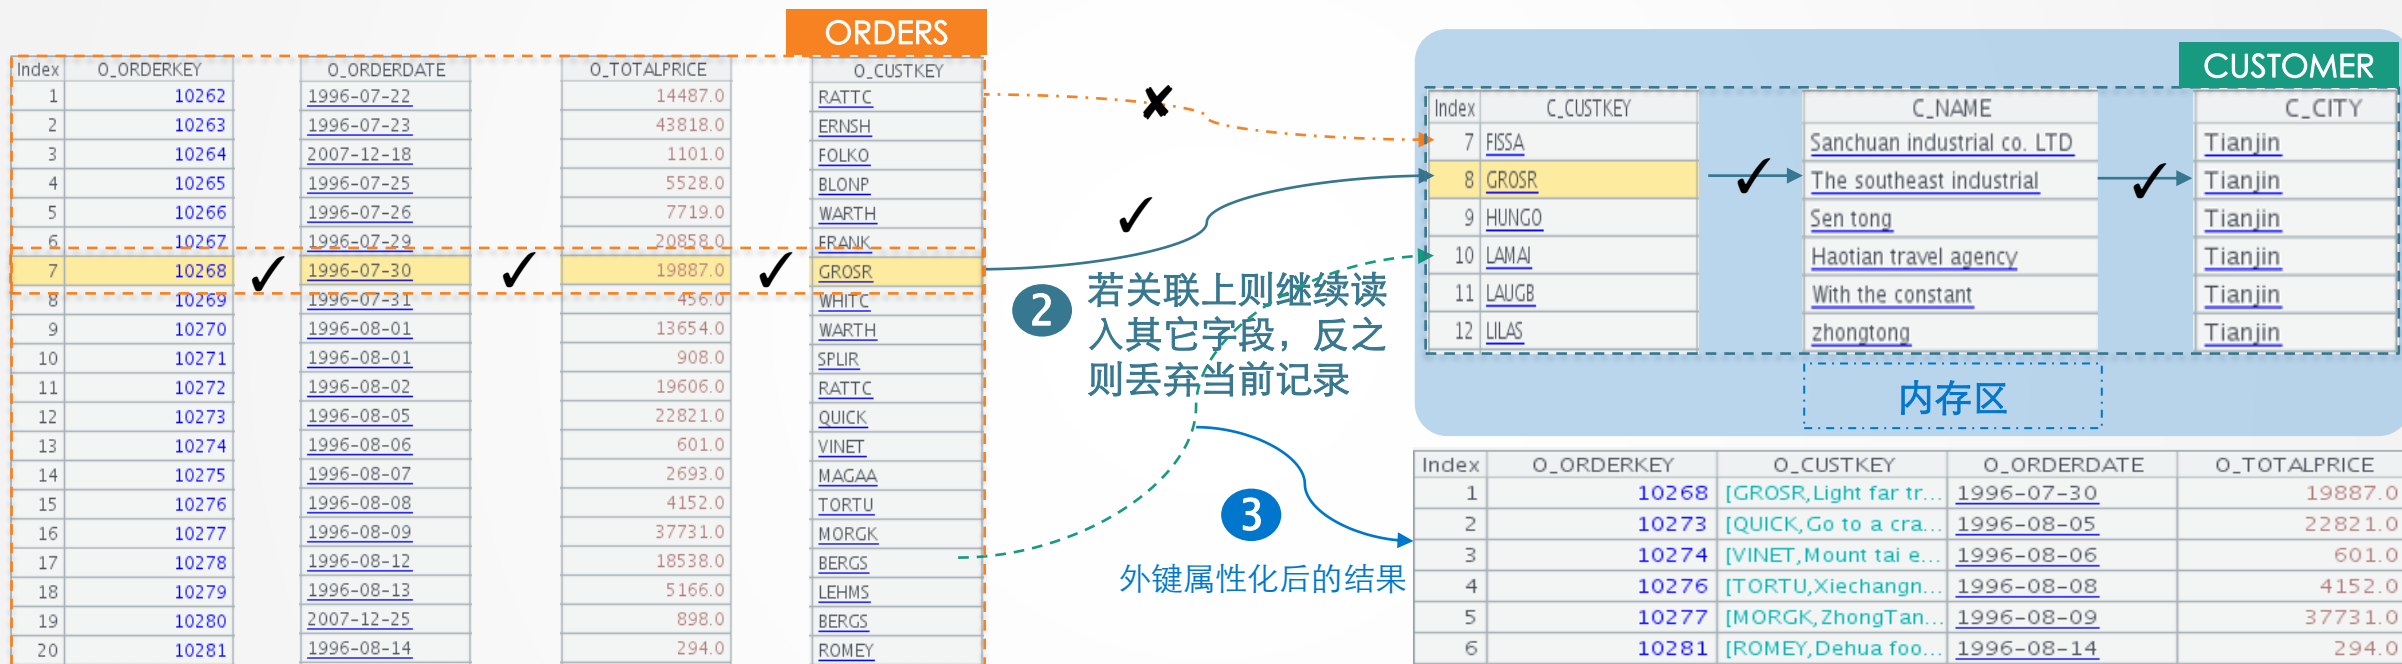 ORDERS
Index O_ORDERKEY O_ORDERDATE O_TOTALPRICE O_CUSTKEY
1 10262 1996-07-22 14487.0 RATTC
2 10263 1996-07-23 43818.0 ERNSH
3 10264 2007-12-18 1101.0 FOLKO
4 10265 1996-07-25 5528.0 BLONP
5 10266 1996-07-26 7719.0 WARTH
6 10267 1996-07-29 20858.0 FRANK
7 10268 1996-07-30 19887.0 GROSR
8 10269 1996-07-31 456.0 WHITC
9 10270 1996-08-01 13654.0 WARTH
10 10271 1996-08-01 908.0 SPLIR
11 10272 1996-08-02 19606.0 RATTC
12 10273 1996-08-05 22821.0 QUICK
13 10274 1996-08-06 601.0 VINET
14 10275 1996-08-07 2693.0 MAGAA
15 10276 1996-08-08 4152.0 TORTU
16 10277 1996-08-09 37731.0 MORGK
17 10278 1996-08-12 18538.0 BERGS
18 10279 1996-08-13 5166.0 LEHMS
19 10280 2007-12-25 898.0 BERGS
20 10281 1996-08-14 294.0 ROMEY
2
若关联上则继续读
入其它字段，反之
则丢弃当前记录
CUSTOMER
Index C_CUSTKEY C_NAME C_CITY
7 FISSA Sanchuan industrial co. LTD Tianjin
8 GROSR The southeast industrial Tianjin
9 HUNGO Sen tong Tianjin
10 LAMAI Haotian travel agency Tianjin
11 LAUGB With the constant Tianjin
12 LILAS zhongtong Tianjin
内存区
3
外键属性化后的结果
Index O_ORDERKEY O_CUSTKEY O_ORDERDATE O_TOTALPRICE
1 10268 [GROSR,Light far tr... 1996-07-30 19887.0
2 10273 [QUICK,Go to a cra... 1996-08-05 22821.0
3 10274 [VINET,Mount tai e... 1996-08-06 601.0
4 10276 [TORTU,Xiechangn... 1996-08-08 4152.0
5 10277 [MORGK,ZhongTan... 1996-08-09 37731.0
6 10281 [ROMEY,Dehua foo... 1996-08-14 294.0